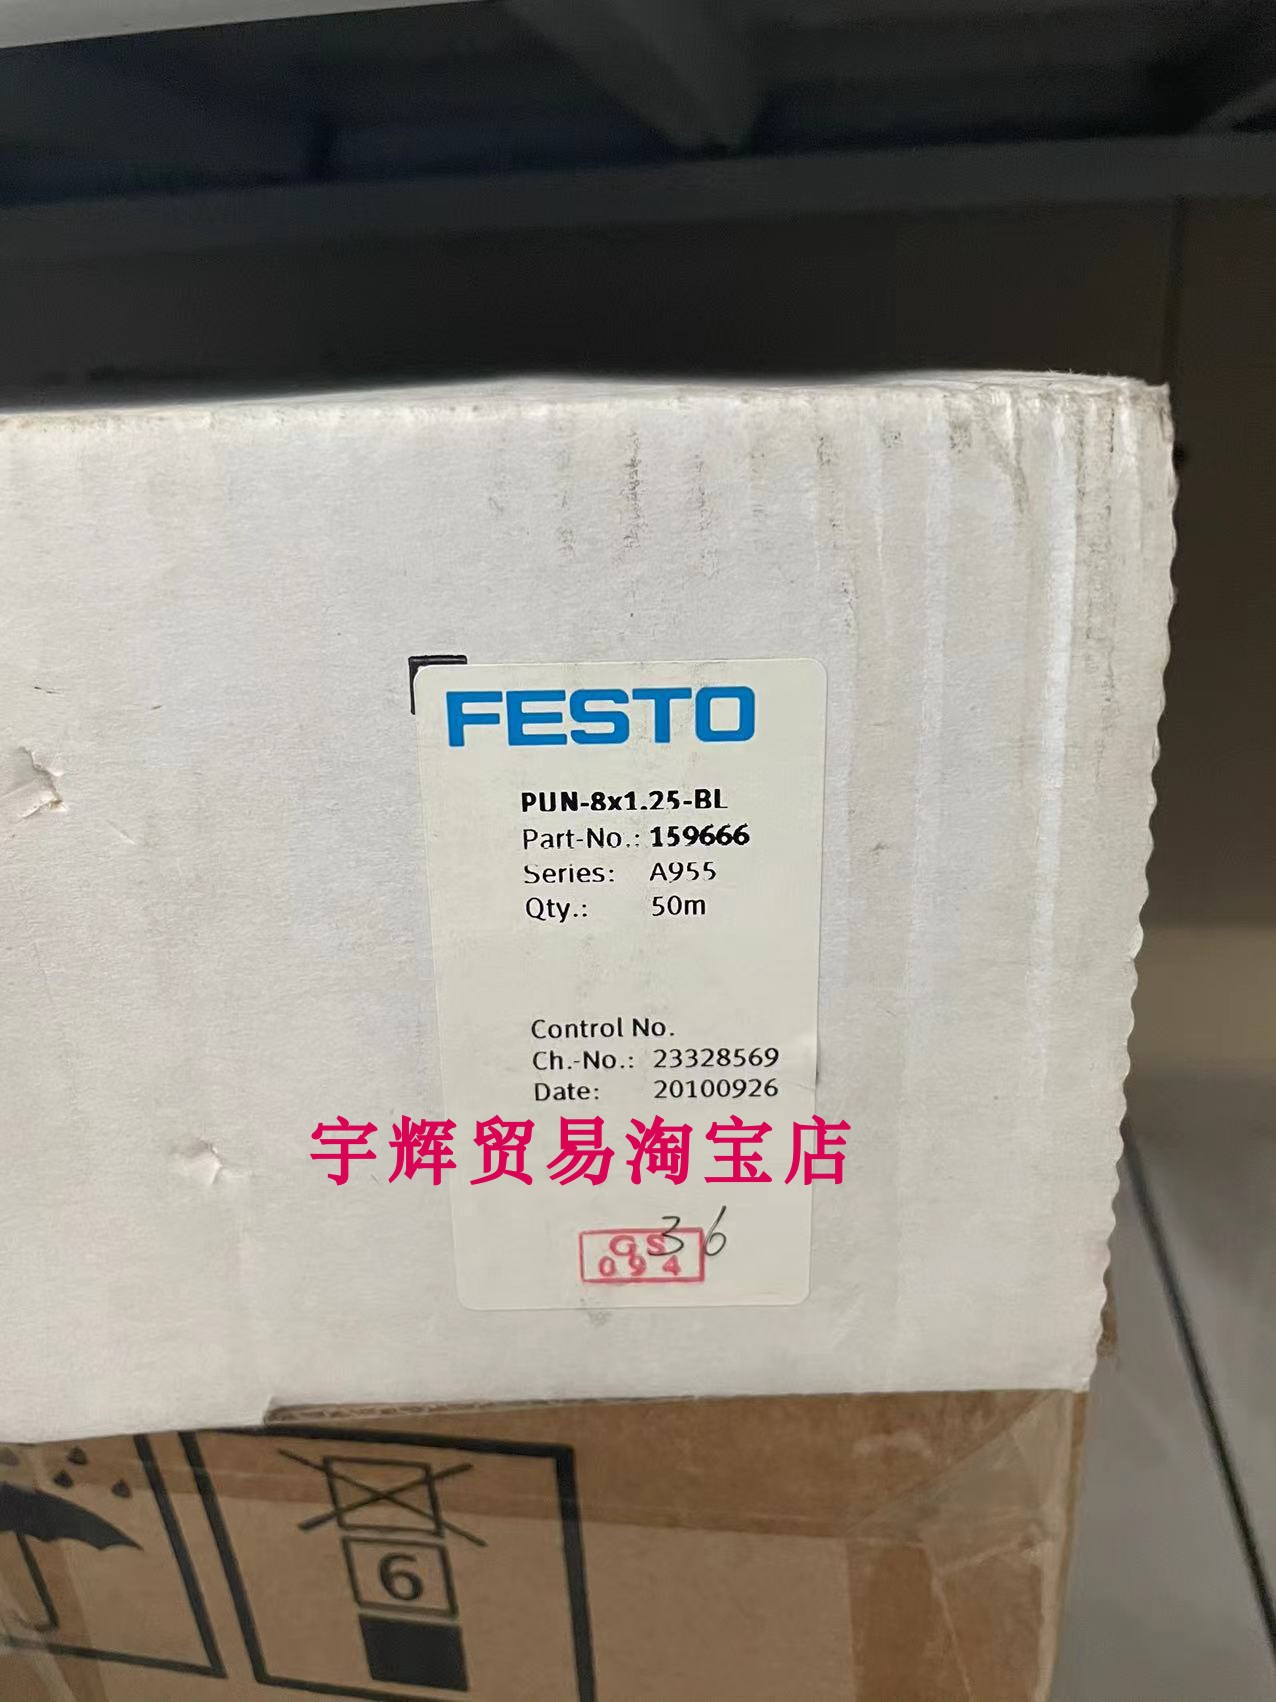 FESTO
PUN-8x1.25-BL
Part-No.: 159666
Series: A955
Qty.: 50m
Control No.
Ch.-No.: 23328569
Date: 20100926
宇辉贸易淘宝店
36
GS
094
6